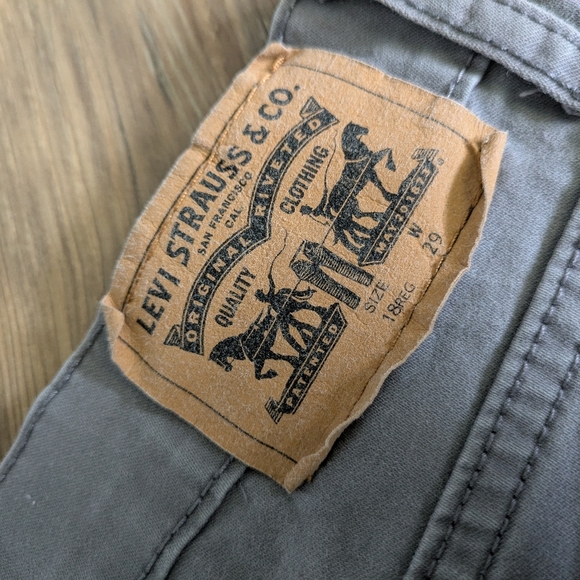 LEVI STRAUSS & CO.
SAN FRANCISCO
CAL
ORIGINAL RIVETED
QUALITY CLOTHING
PATENTED
SIZE W
18REG 29